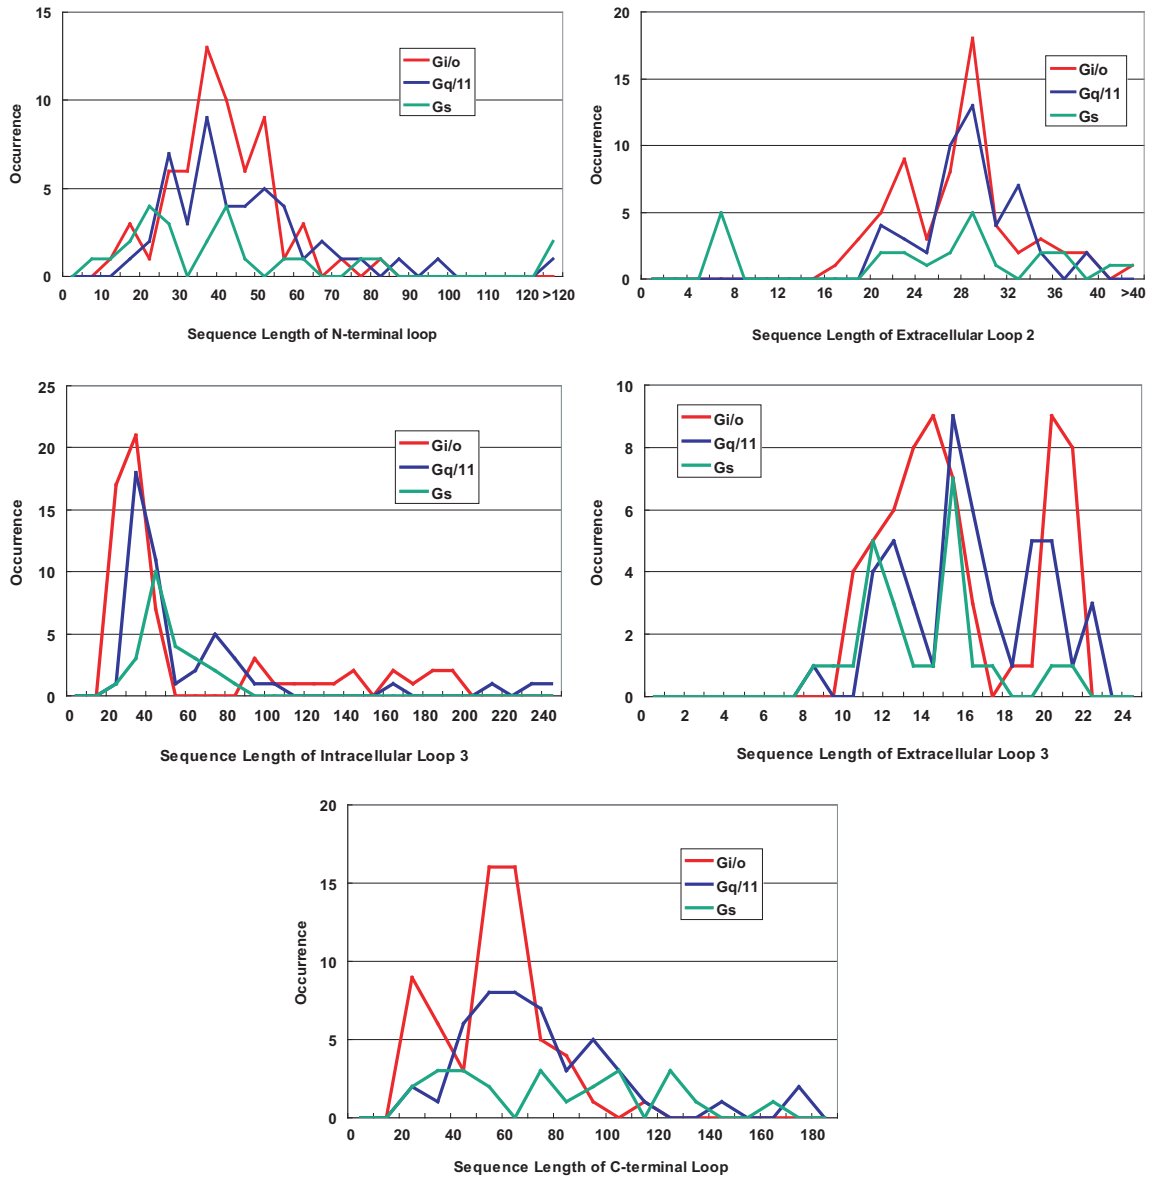 15
10
5
0
Occurrence
Gi/o
Gq/11
Gs
0 10 20 30 40 50 60 70 80 90 100 110 120 >120
Sequence Length of N-terminal loop
20
15
10
5
0
Occurrence
Gi/o
Gq/11
Gs
0 4 8 12 16 20 24 28 32 36 40 >40
Sequence Length of Extracellular Loop 2
25
20
15
10
5
0
Occurrence
Gi/o
Gq/11
Gs
0 20 40 60 80 100 120 140 160 180 200 220 240
Sequence Length of Intracellular Loop 3
10
8
6
4
2
0
Occurrence
Gi/o
Gq/11
Gs
0 2 4 6 8 10 12 14 16 18 20 22 24
Sequence Length of Extracellular Loop 3
20
15
10
5
0
Occurrence
Gi/o
Gq/11
Gs
0 20 40 60 80 100 120 140 160 180
Sequence Length of C-terminal Loop